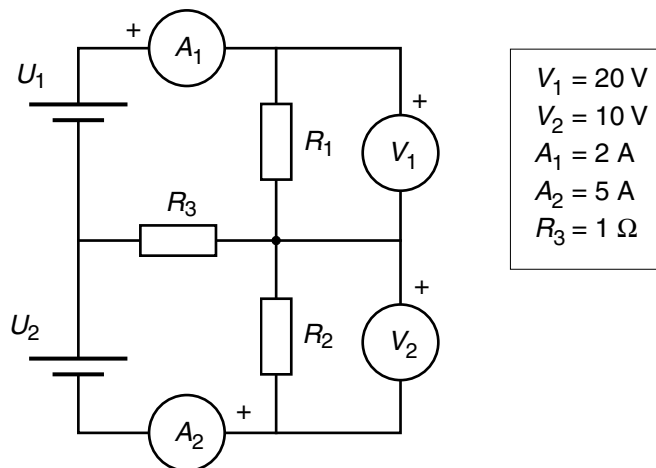 + A₁
U₁
+
R₁ V₁
R₃
+
U₂
R₂ V₂
A₂ +
V₁ = 20 V
V₂ = 10 V
A₁ = 2 A
A₂ = 5 A
R₃ = 1 Ω